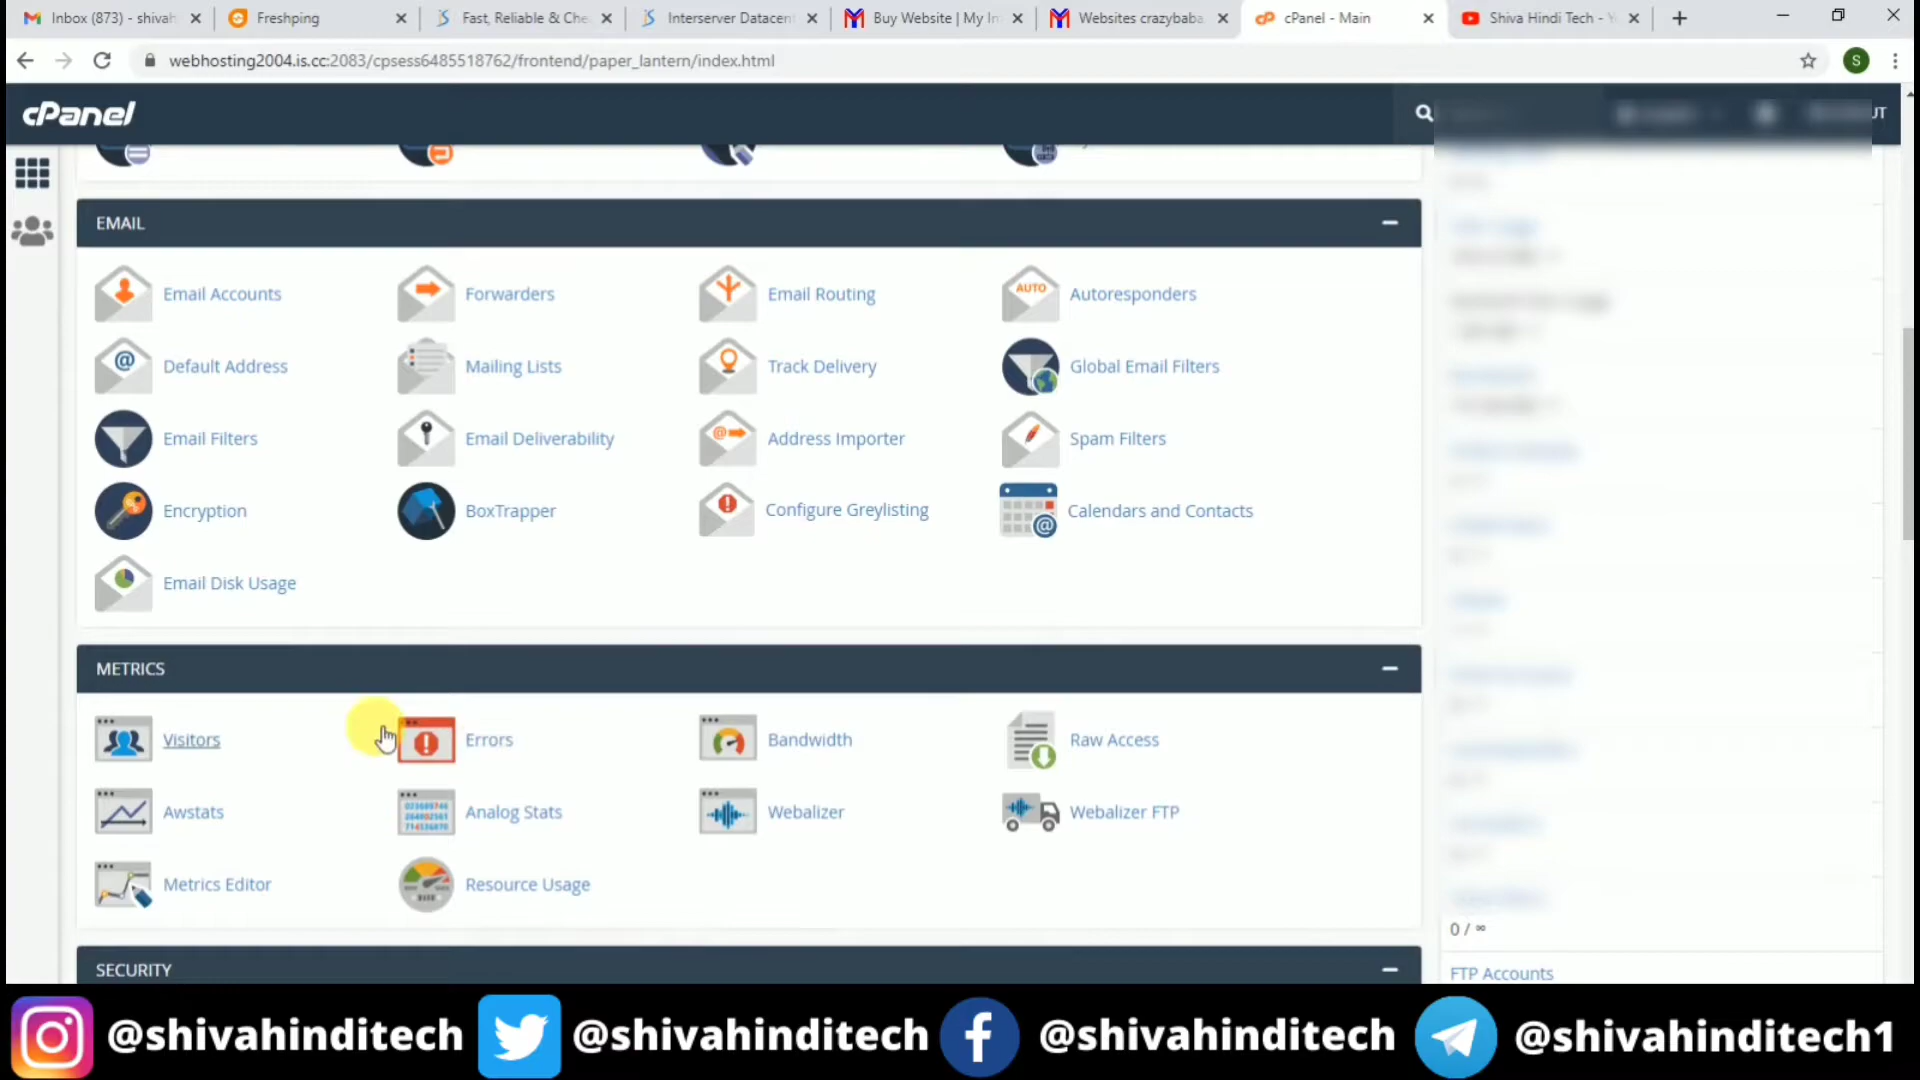 Inbox (873) - shivah
Freshping
Fast, Reliable & Che
Interserver Datacen
Buy Website | My In
Websites crazybaba
cPanel - Main
Shiva Hindi Tech - Y
webhosting2004.is.cc:2083/cpsess6485518762/frontend/paper_lantern/index.html
S
cPanel
UT
EMAIL
Email Accounts
Forwarders
Email Routing
AUTO
Autoresponders
Default Address
Mailing Lists
Track Delivery
Global Email Filters
Email Filters
Email Deliverability
Address Importer
Spam Filters
Encryption
BoxTrapper
Configure Greylisting
Calendars and Contacts
Email Disk Usage
METRICS
Visitors
Errors
Bandwidth
Raw Access
Awstats
Analog Stats
Webalizer
Webalizer FTP
Metrics Editor
Resource Usage
0 / ∞
SECURITY
FTP Accounts
@shivahinditech
@shivahinditech
@shivahinditech
@shivahinditech1